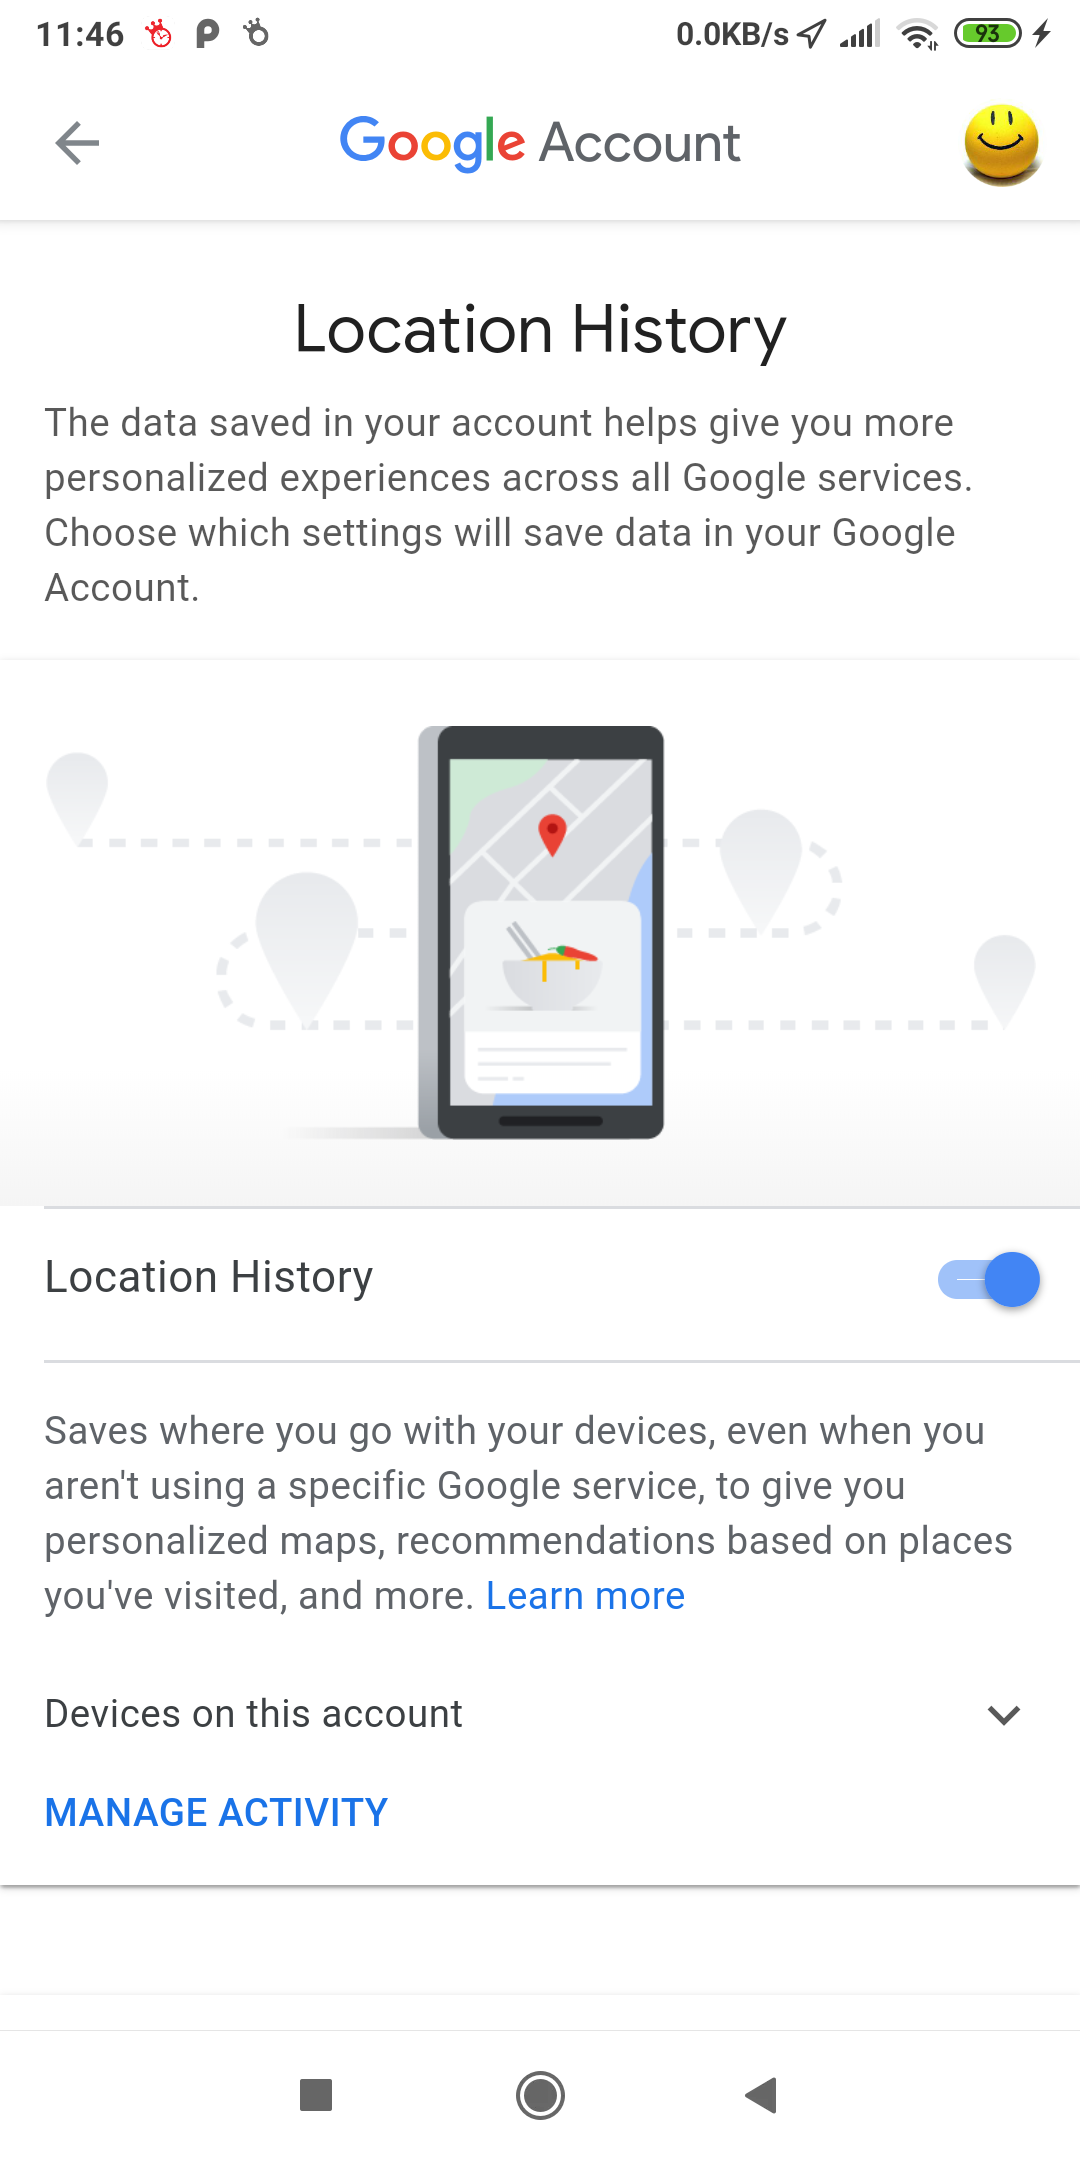 11:46 0.0KB/s 93
Google Account
Location History
The data saved in your account helps give you more
personalized experiences across all Google services.
Choose which settings will save data in your Google
Account.
Location History
Saves where you go with your devices, even when you
aren't using a specific Google service, to give you
personalized maps, recommendations based on places
you've visited, and more. Learn more
Devices on this account
MANAGE ACTIVITY